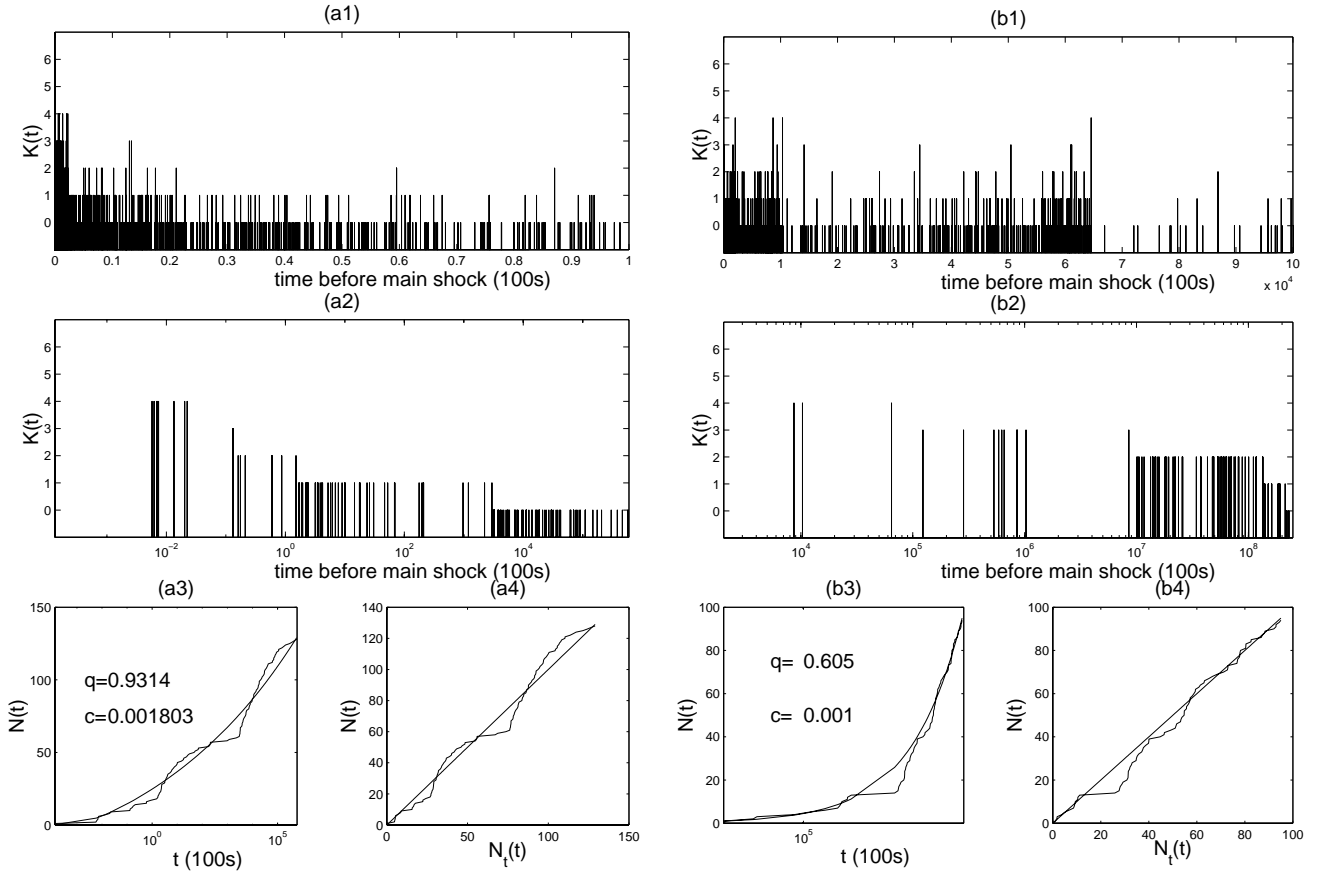 (a1)
K(t)
6
5
4
3
2
1
0
0 0.1 0.2 0.3 0.4 0.5 0.6 0.7 0.8 0.9 1
time before main shock (100s)
(b1)
K(t)
6
5
4
3
2
1
0
0 1 2 3 4 5 6 7 8 9 10
x 10^4
time before main shock (100s)
(a2)
K(t)
6
5
4
3
2
1
0
10^-2 10^0 10^2 10^4
time before main shock (100s)
(b2)
K(t)
6
5
4
3
2
1
0
10^4 10^5 10^6 10^7 10^8
time before main shock (100s)
(a3)
N(t)
150
100
50
0
q=0.9314
c=0.001803
10^0 10^5
t (100s)
(a4)
N(t)
140
120
100
80
60
40
20
0
0 50 100 150
N_t(t)
(b3)
N(t)
100
80
60
40
20
0
q= 0.605
c= 0.001
10^5
t (100s)
(b4)
N(t)
100
80
60
40
20
0
0 20 40 60 80 100
N_t(t)